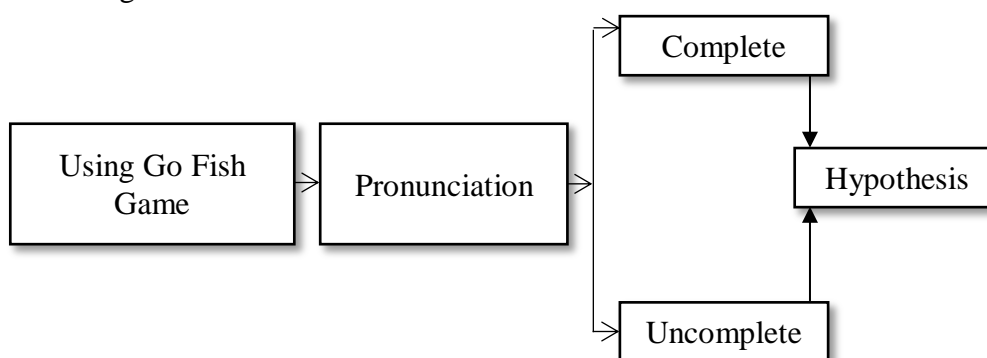 Complete
Using Go Fish
Game
Pronunciation
Hypothesis
Uncomplete